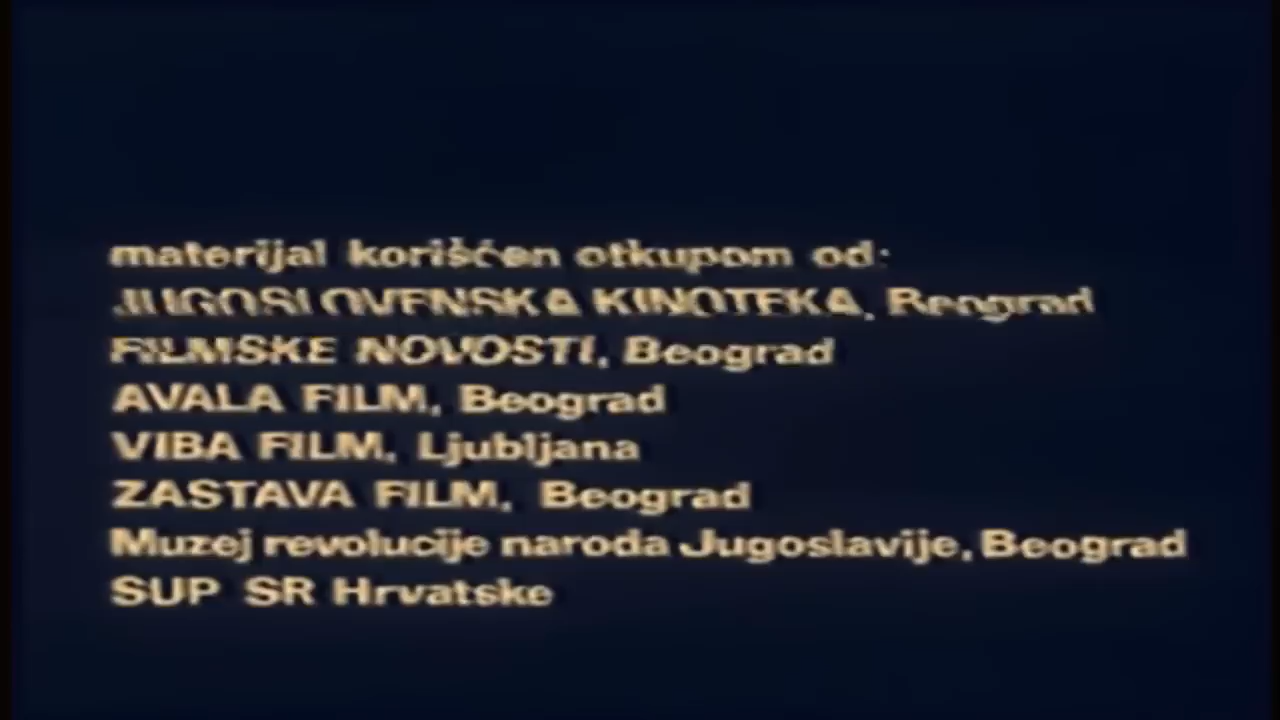 materijal korišćen otkupom od:
JUGOSLOVENSKA KINOTEKA, Beograd
FILMSKE NOVOSTI, Beograd
AVALA FILM, Beograd
VIBA FILM, Ljubljana
ZASTAVA FILM, Beograd
Muzej revolucije naroda Jugoslavije, Beograd
SUP SR Hrvatske